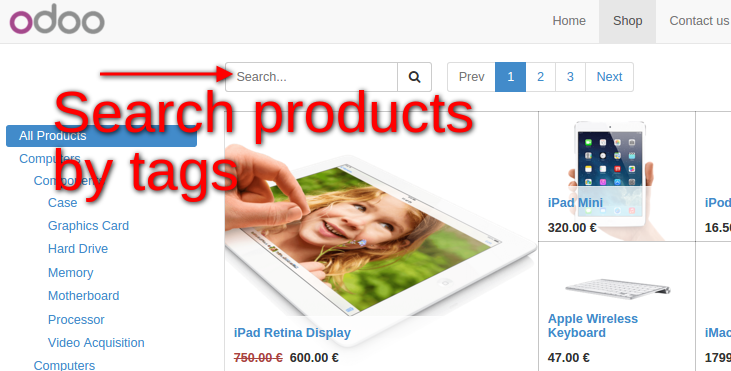 odoo
Home Shop Contact us
Search... Prev 1 2 3 Next
Search products
by tags
All Products
Computers
Components
Case
Graphics Card
Hard Drive
Memory
Motherboard
Processor
Video Acquisition
Computers
iPad Retina Display
750.00 € 600.00 €
iPad Mini
320.00 €
Apple Wireless
Keyboard
47.00 €
iPod
16.50
iMac
1799